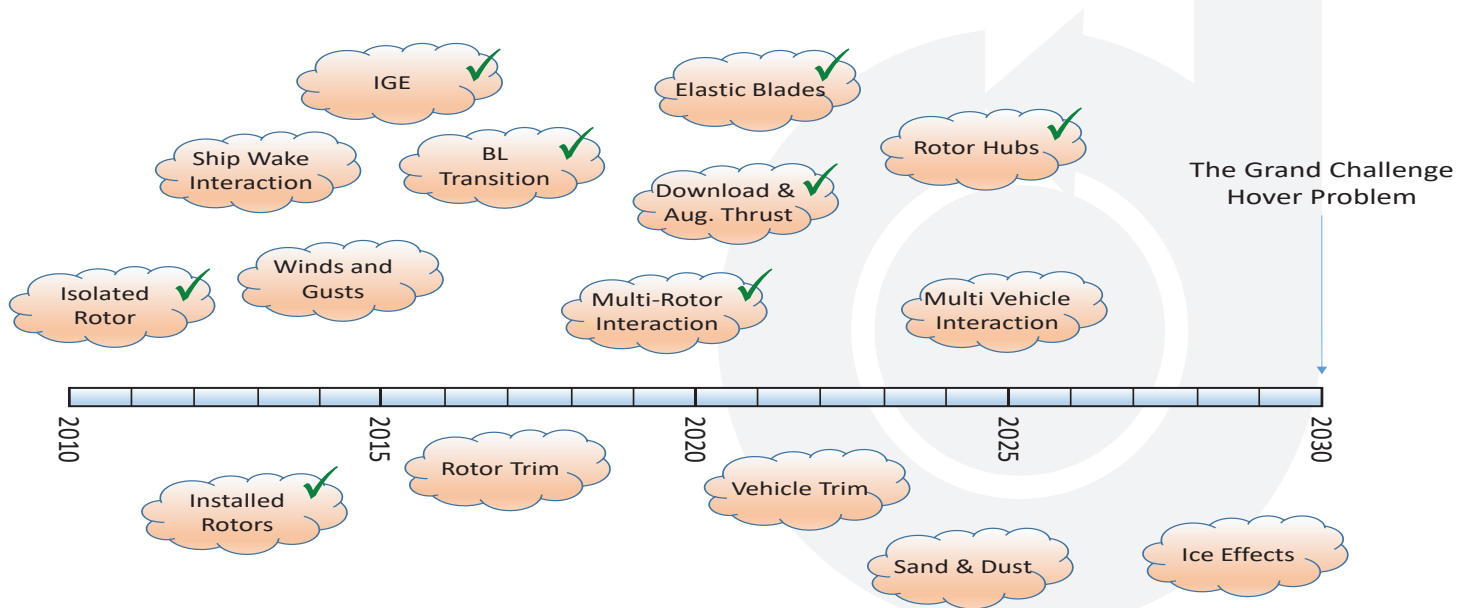 IGE
Elastic Blades
Ship Wake
Interaction
BL
Transition
Rotor Hubs
Download &
Aug. Thrust
The Grand Challenge
Hover Problem
Isolated
Rotor
Winds and
Gusts
Multi-Rotor
Interaction
Multi Vehicle
Interaction
2010
2015
2020
2025
2030
Installed
Rotors
Rotor Trim
Vehicle Trim
Sand & Dust
Ice Effects